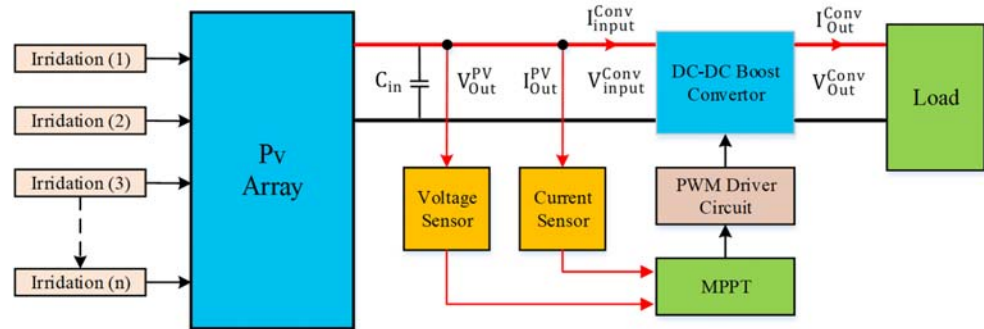 Irridation (1)
Irridation (2)
Irridation (3)
Irridation (n)
Pv
Array
C_in
V_Out^PV
I_Out^PV
I_input^Conv
V_input^Conv
Voltage
Sensor
Current
Sensor
DC-DC Boost
Convertor
PWM Driver
Circuit
MPPT
I_Out^Conv
V_Out^Conv
Load